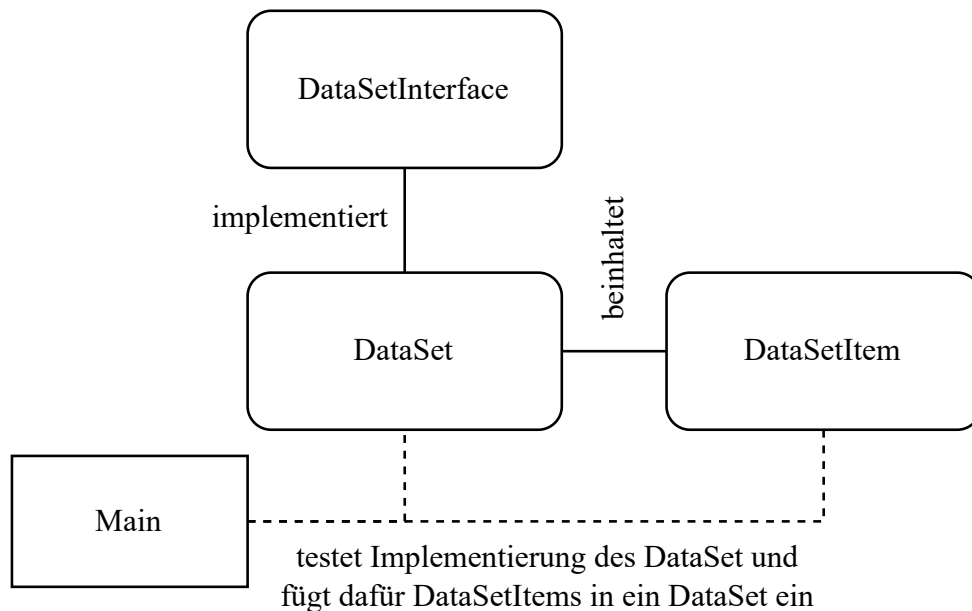 DataSetInterface
implementiert
beinhaltet
DataSet
DataSetItem
Main
testet Implementierung des DataSet und
fügt dafür DataSetItems in ein DataSet ein